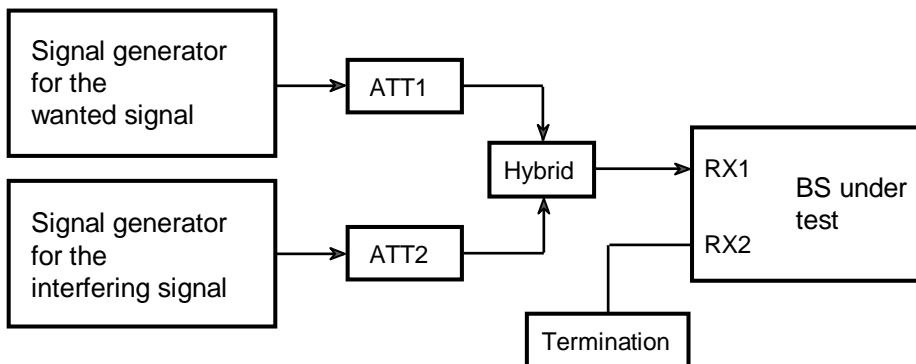 Signal generator
for the
wanted signal
ATT1
Hybrid
RX1
BS under
test
RX2
Signal generator
for the
interfering signal
ATT2
Termination